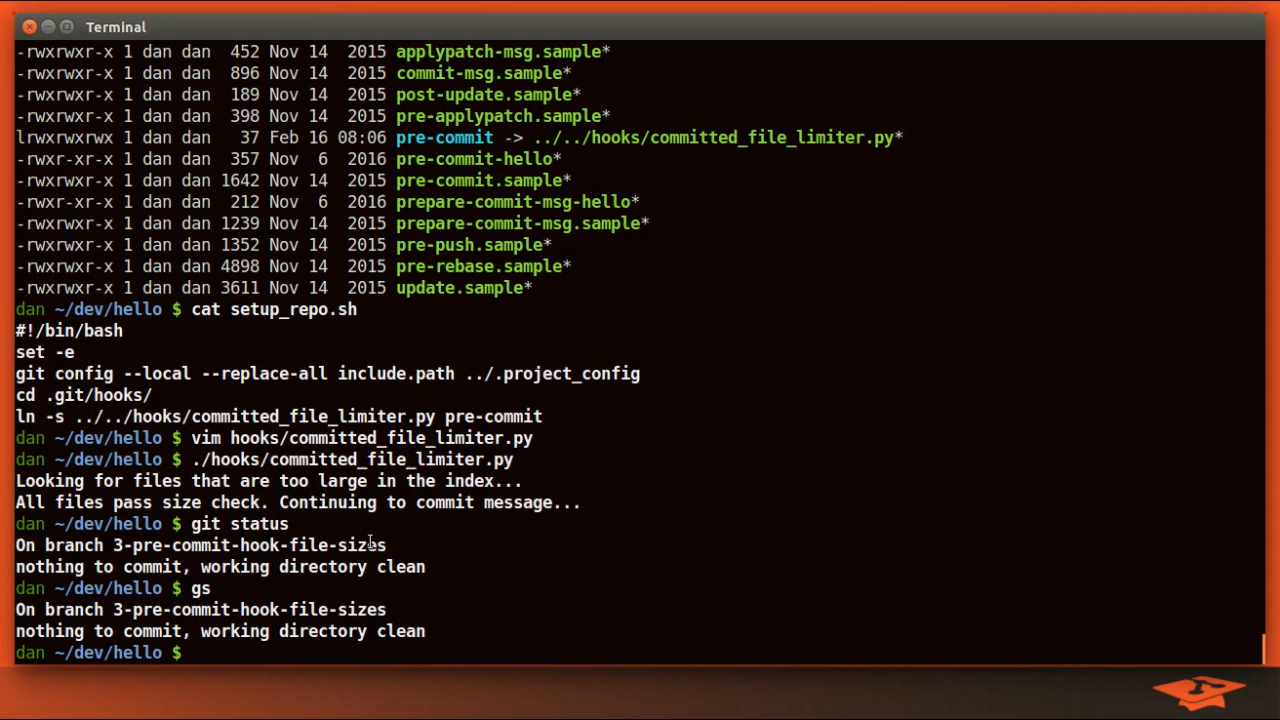 Terminal
-rwxrwxr-x 1 dan dan  452 Nov 14  2015 applypatch-msg.sample*
-rwxrwxr-x 1 dan dan  896 Nov 14  2015 commit-msg.sample*
-rwxrwxr-x 1 dan dan  189 Nov 14  2015 post-update.sample*
-rwxrwxr-x 1 dan dan  398 Nov 14  2015 pre-applypatch.sample*
lrwxrwxrwx 1 dan dan   37 Feb 16 08:06 pre-commit -> ../../hooks/committed_file_limiter.py*
-rwxr-xr-x 1 dan dan  357 Nov  6  2016 pre-commit-hello*
-rwxrwxr-x 1 dan dan 1642 Nov 14  2015 pre-commit.sample*
-rwxr-xr-x 1 dan dan  212 Nov  6  2016 prepare-commit-msg-hello*
-rwxrwxr-x 1 dan dan 1239 Nov 14  2015 prepare-commit-msg.sample*
-rwxrwxr-x 1 dan dan 1352 Nov 14  2015 pre-push.sample*
-rwxrwxr-x 1 dan dan 4898 Nov 14  2015 pre-rebase.sample*
-rwxrwxr-x 1 dan dan 3611 Nov 14  2015 update.sample*
dan ~/dev/hello $ cat setup_repo.sh
#!/bin/bash
set -e
git config --local --replace-all include.path ../.project_config
cd .git/hooks/
ln -s ../../hooks/committed_file_limiter.py pre-commit
dan ~/dev/hello $ vim hooks/committed_file_limiter.py
dan ~/dev/hello $ ./hooks/committed_file_limiter.py
Looking for files that are too large in the index...
All files pass size check. Continuing to commit message...
dan ~/dev/hello $ git status
On branch 3-pre-commit-hook-file-sizes
nothing to commit, working directory clean
dan ~/dev/hello $ gs
On branch 3-pre-commit-hook-file-sizes
nothing to commit, working directory clean
dan ~/dev/hello $